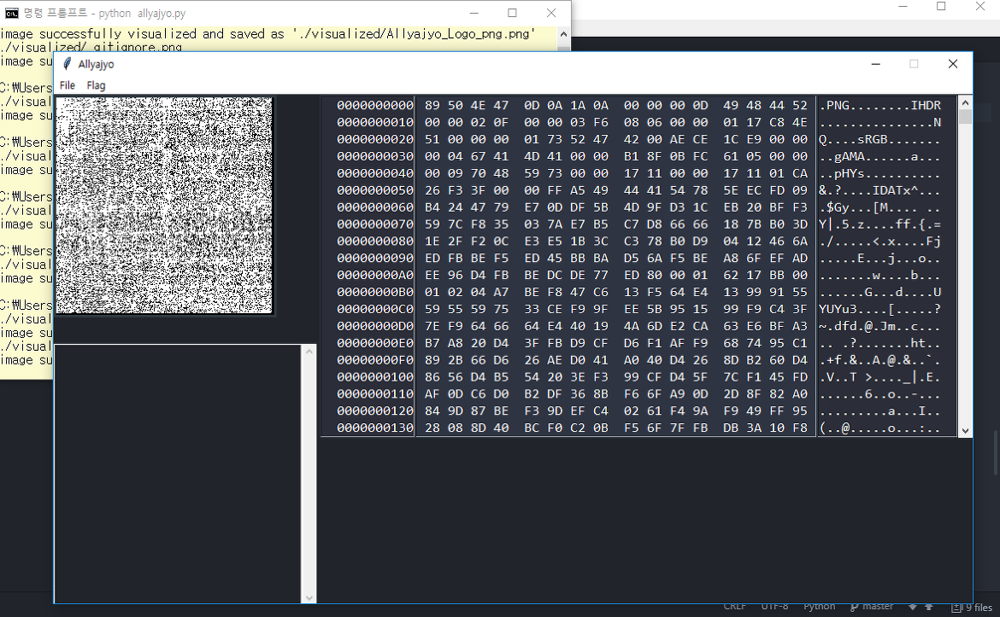 명령 프롬프트 - python allyajyo.py
image successfully visualized and saved as './visualized/Allyajyo_Logo_png.png'
./visualized/_gitignore.png
image su
Allyajyo
C:₩Users
File Flag
./visual
image su
C:₩Users
./visual
image su
C:₩Users
./visual
image su
C:₩Users
./visual
image su
C:₩Users
./visual
image su
./visual
image su
0000000000 89 50 4E 47 0D 0A 1A 0A 00 00 00 0D 49 48 44 52 .PNG........IHDR
0000000010 00 00 02 0F 00 00 03 F6 08 06 00 00 01 17 C8 4E ...............N
0000000020 51 00 00 00 01 73 52 47 42 00 AE CE 1C E9 00 00 Q....sRGB.......
0000000030 00 04 67 41 4D 41 00 00 B1 8F 0B FC 61 05 00 00 ..gAMA......a...
0000000040 00 09 70 48 59 73 00 00 17 11 00 00 17 11 01 CA ..pHYs..........
0000000050 26 F3 3F 00 00 FF A5 49 44 41 54 78 5E EC FD 09 &.?....IDATx^...
0000000060 B4 24 47 79 E7 0D DF 5B 4D 9F D3 1C EB 20 BF F3 .$Gy...[M.... ..
0000000070 59 7C F8 35 03 7A E7 B5 C7 D8 66 66 18 7B B0 3D Y|.5.z....ff.{.=
0000000080 1E 2F F2 0C E3 E5 1B 3C C3 78 B0 D9 04 12 46 6A ./.....<.x....Fj
0000000090 ED FB BE F5 ED 45 BB BA D5 6A F5 BE A8 6F EF AD .....E...j...o..
00000000A0 EE 96 D4 FB BE DC DE 77 ED 80 00 01 62 17 BB 00 .......w....b...
00000000B0 01 02 04 A7 BE F8 47 C6 13 F5 64 E4 13 99 91 55 ......G...d....U
00000000C0 59 55 59 75 33 CE F9 9F EE 5B 95 15 99 F9 C4 3F YUYu3....[.....?
00000000D0 7E F9 64 66 64 E4 40 19 4A 6D E2 CA 63 E6 BF A3 ~.dfd.@.Jm..c...
00000000E0 B7 A8 20 D4 3F FB D9 CF D6 F1 AF F9 68 74 95 C1 .. .?.......ht..
00000000F0 89 2B 66 D6 26 AE ED 41 A0 40 D4 26 8D B2 60 D4 .+f.&..A.@.&..`.
0000000100 86 56 D4 B5 54 20 3E F3 99 CF D4 5F 7C F1 45 FD .V..T >...._|.E.
0000000110 AF 0D C6 D0 B2 DF 36 8B F6 6F A9 0D 2D 8F 82 A0 ......6..o..-...
0000000120 84 9D 87 BE F3 9D EF C4 02 61 F4 9A F9 49 FF 95 .........a...I..
0000000130 28 08 8D 40 BC F0 C2 0B F5 6F 7F FB DB 3A 10 F8 (..@.....o...:..
CRLF UTF-8 Python master 9 files